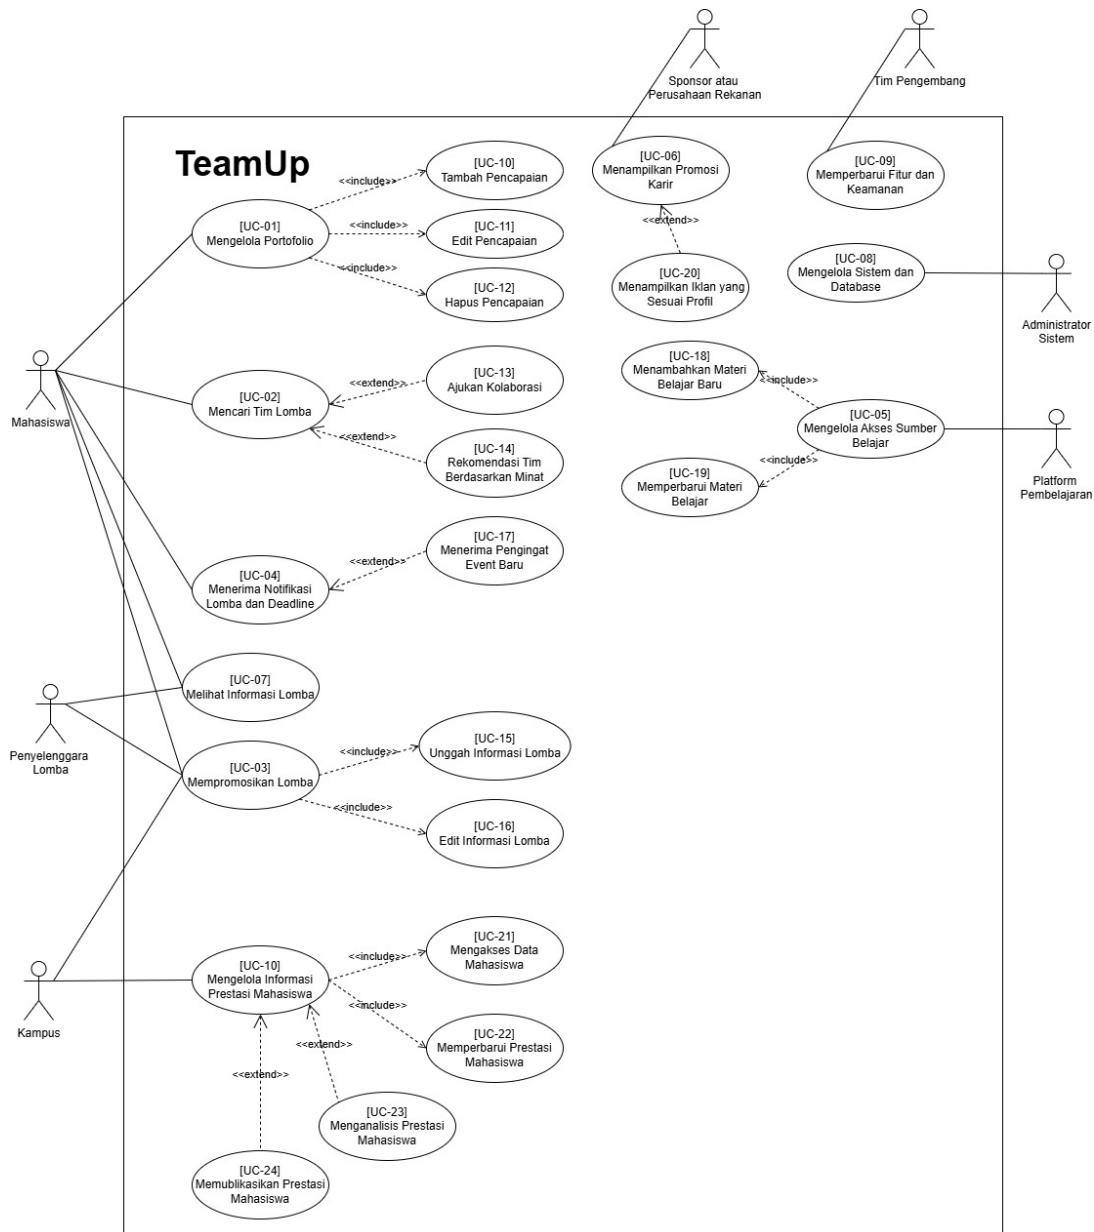 Sponsor atau
Perusahaan Rekanan
Tim Pengembang
TeamUp
[UC-10]
Tambah Pencapaian
<<include>>
[UC-01]
Mengelola Portofolio
<<include>>
[UC-11]
Edit Pencapaian
<<include>>
[UC-12]
Hapus Pencapaian
[UC-06]
Menampilkan Promosi
Karir
<<extend>>
[UC-20]
Menampilkan Iklan yang
Sesuai Profil
[UC-09]
Memperbarui Fitur dan
Keamanan
[UC-08]
Mengelola Sistem dan
Database
Administrator
Sistem
Mahasiswa
[UC-02]
Mencari Tim Lomba
<<extend>>
[UC-13]
Ajukan Kolaborasi
<<extend>>
[UC-14]
Rekomendasi Tim
Berdasarkan Minat
[UC-18]
Menambahkan Materi
Belajar Baru
<<include>>
[UC-05]
Mengelola Akses Sumber
Belajar
<<include>>
[UC-19]
Memperbarui Materi
Belajar
Platform
Pembelajaran
[UC-04]
Menerima Notifikasi
Lomba dan Deadline
<<extend>>
[UC-17]
Menerima Pengingat
Event Baru
[UC-07]
Melihat Informasi Lomba
Penyelenggara
Lomba
[UC-03]
Mempromosikan Lomba
<<include>>
[UC-15]
Unggah Informasi Lomba
<<include>>
[UC-16]
Edit Informasi Lomba
Kampus
[UC-10]
Mengelola Informasi
Prestasi Mahasiswa
<<include>>
[UC-21]
Mengakses Data
Mahasiswa
<<include>>
[UC-22]
Memperbarui Prestasi
Mahasiswa
<<extend>>
<<extend>>
[UC-23]
Menganalisis Prestasi
Mahasiswa
[UC-24]
Memublikasikan Prestasi
Mahasiswa